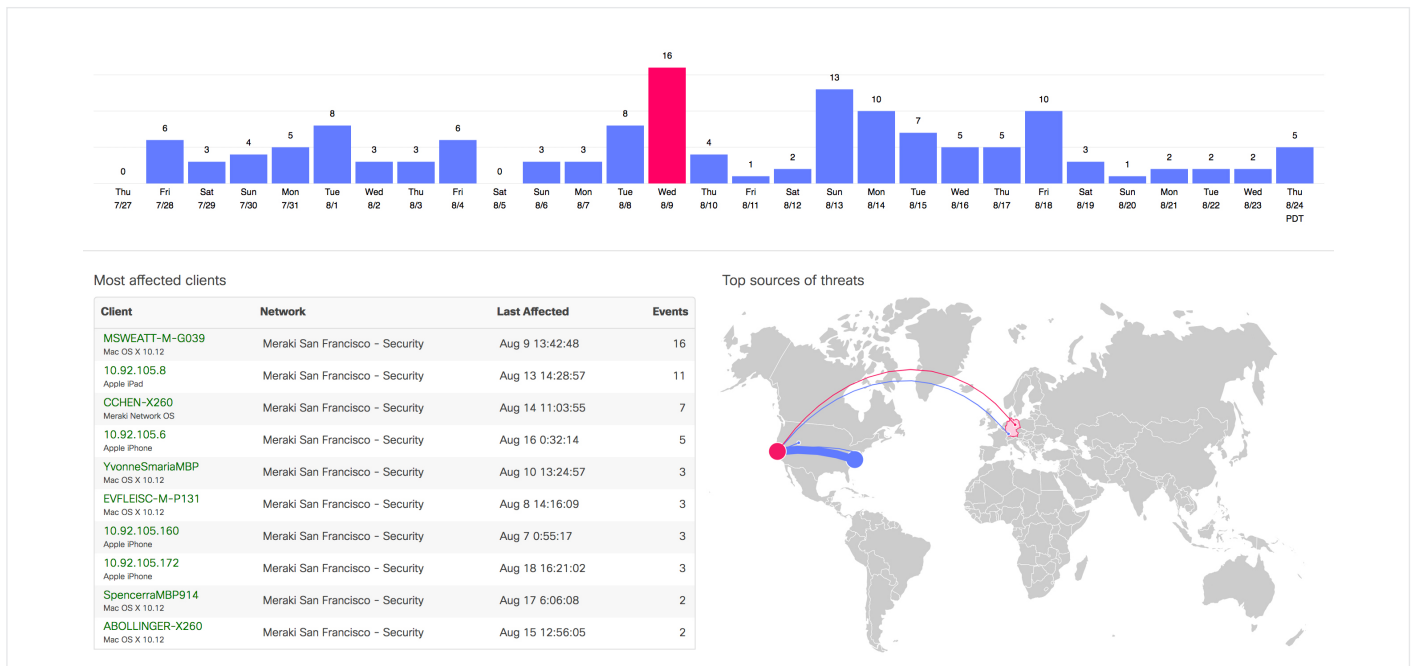 16
13
10
10
8
8
7
6
6
5
5
5
5
4
4
3
3
3
3
3
3
2
2
2
2
1
1
0
0
Thu Fri Sat Sun Mon Tue Wed Thu Fri Sat Sun Mon Tue Wed Thu Fri Sat Sun Mon Tue Wed Thu Fri Sat Sun Mon Tue Wed Thu
7/27 7/28 7/29 7/30 7/31 8/1 8/2 8/3 8/4 8/5 8/6 8/7 8/8 8/9 8/10 8/11 8/12 8/13 8/14 8/15 8/16 8/17 8/18 8/19 8/20 8/21 8/22 8/23 8/24
PDT
Most affected clients
Client Network Last Affected Events
MSWEATT-M-G039 Meraki San Francisco - Security Aug 9 13:42:48 16
Mac OS X 10.12
10.92.105.8 Meraki San Francisco - Security Aug 13 14:28:57 11
Apple iPad
CCHEN-X260 Meraki San Francisco - Security Aug 14 11:03:55 7
Meraki Network OS
10.92.105.6 Meraki San Francisco - Security Aug 16 0:32:14 5
Apple iPhone
YvonneSmariaMBP Meraki San Francisco - Security Aug 10 13:24:57 3
Mac OS X 10.12
EVFLEISC-M-P131 Meraki San Francisco - Security Aug 8 14:16:09 3
Mac OS X 10.12
10.92.105.160 Meraki San Francisco - Security Aug 7 0:55:17 3
Apple iPhone
10.92.105.172 Meraki San Francisco - Security Aug 18 16:21:02 3
Apple iPhone
SpencerraMBP914 Meraki San Francisco - Security Aug 17 6:06:08 2
Mac OS X 10.12
ABOLLINGER-X260 Meraki San Francisco - Security Aug 15 12:56:05 2
Mac OS X 10.12
Top sources of threats